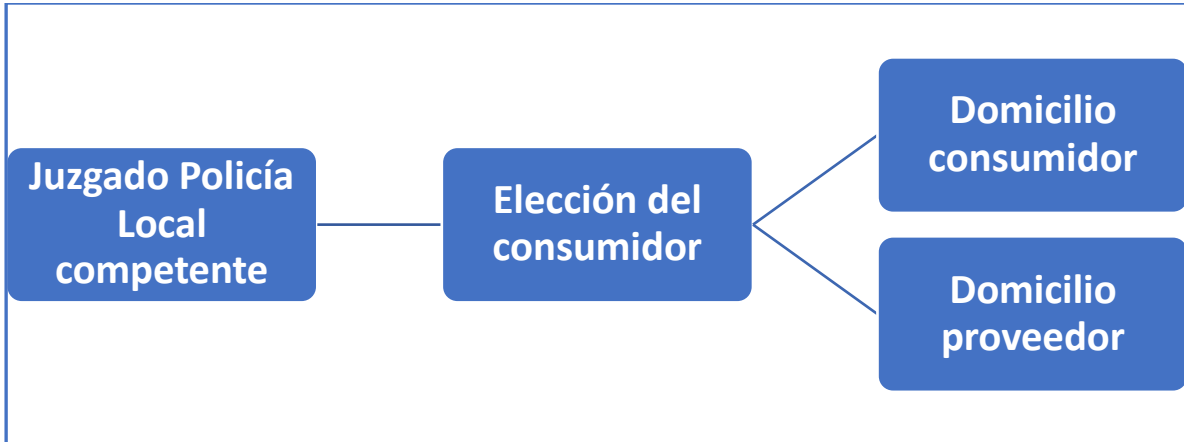 Juzgado Policía
Local
competente
Elección del
consumidor
Domicilio
consumidor
Domicilio
proveedor